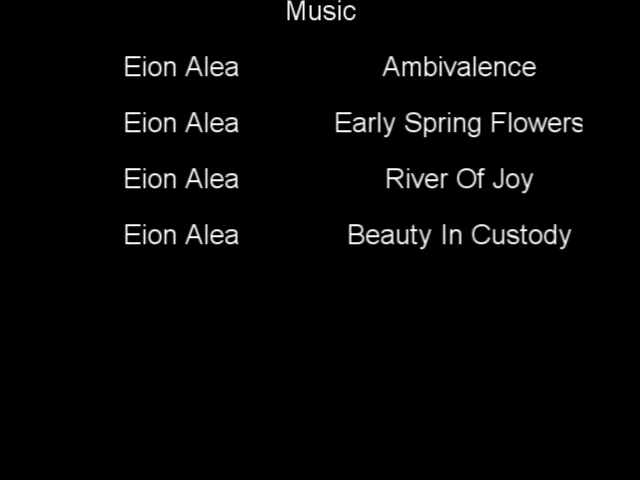 Music
Eion Alea Ambivalence
Eion Alea Early Spring Flowers
Eion Alea River Of Joy
Eion Alea Beauty In Custody